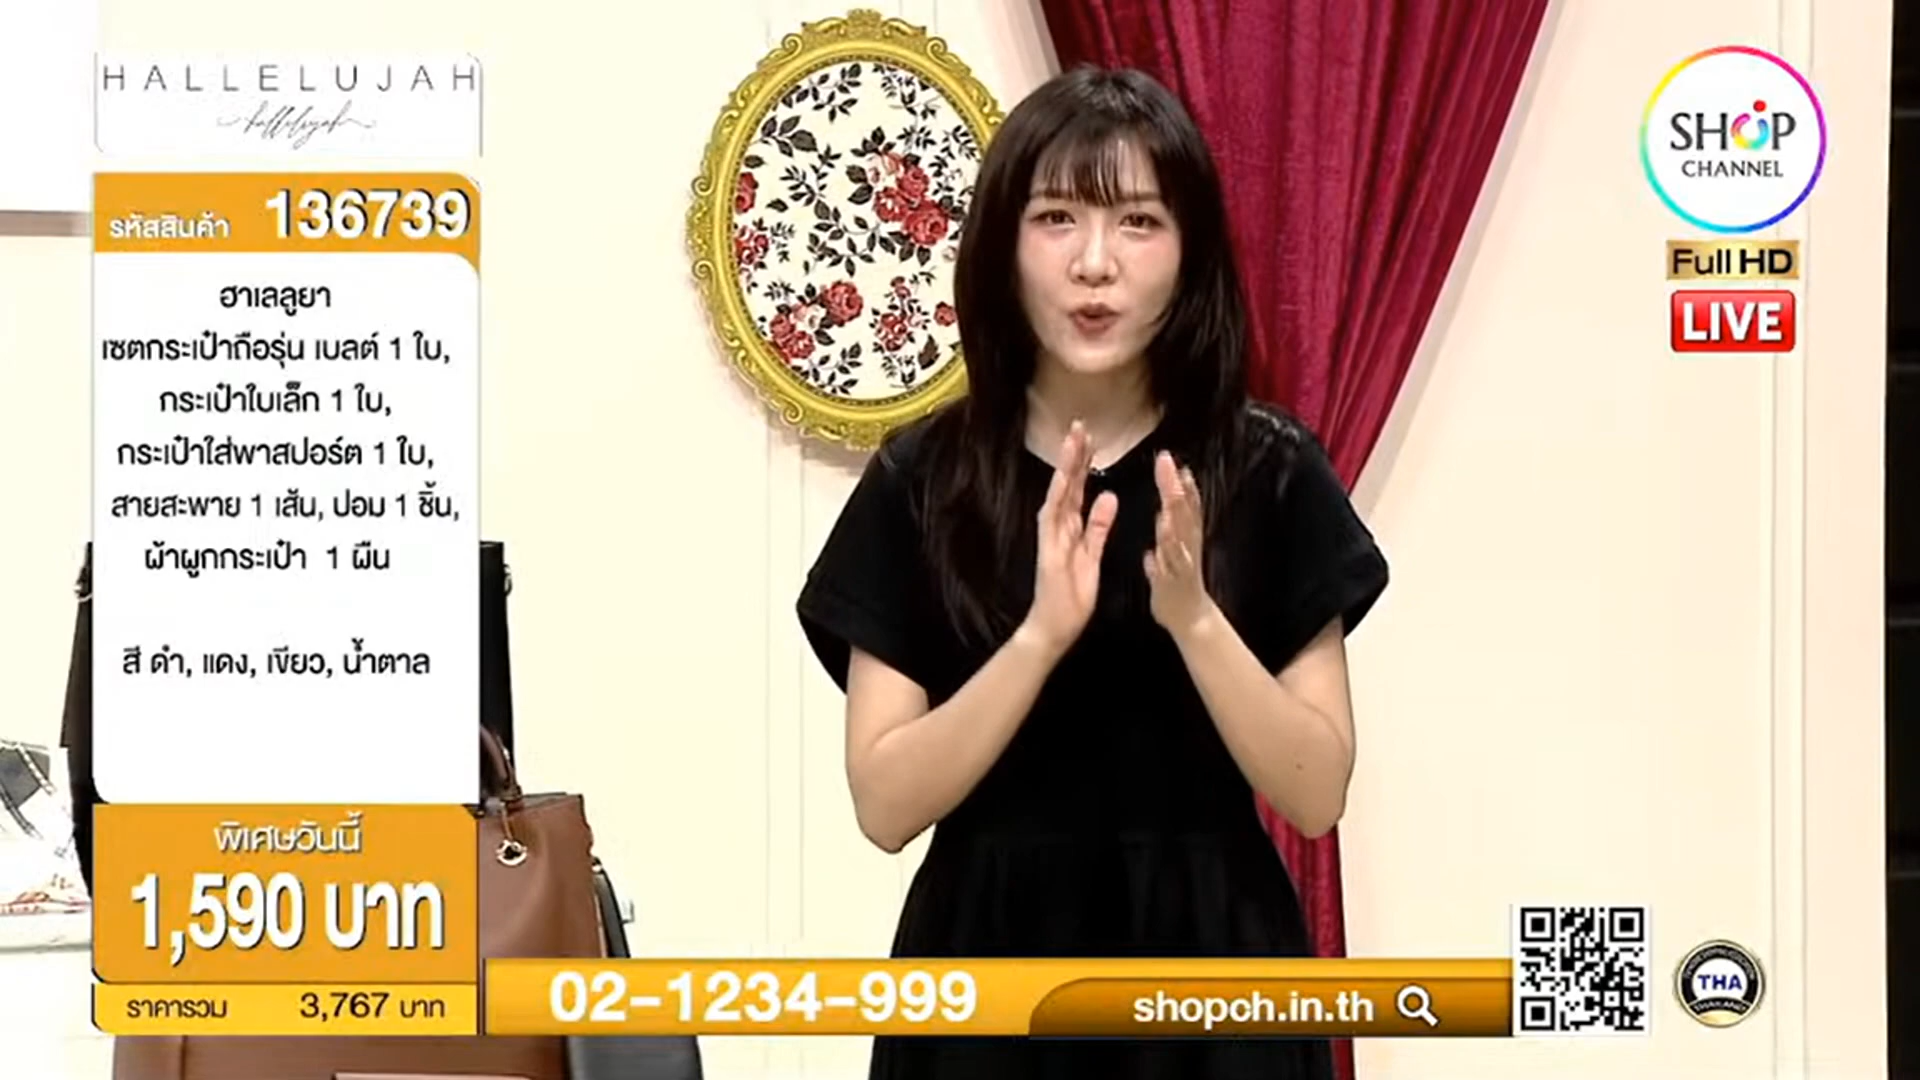 HALLELUJAH
hallelujah
รหัสสินค้า 136739
ฮาเลลูยา
เซตกระเป๋าถือรุ่น เบลต์ 1 ใบ,
กระเป๋าใบเล็ก 1 ใบ,
กระเป๋าใส่พาสปอร์ต 1 ใบ,
สายสะพาย 1 เส้น, ปอม 1 ชิ้น,
ผ้าผูกกระเป๋า 1 ผืน
สี ดำ, แดง, เขียว, น้ำตาล
พิเศษวันนี้
1,590 บาท
ราคารวม 3,767 บาท
02-1234-999
shopch.in.th
SHOP
CHANNEL
Full HD
LIVE
THA